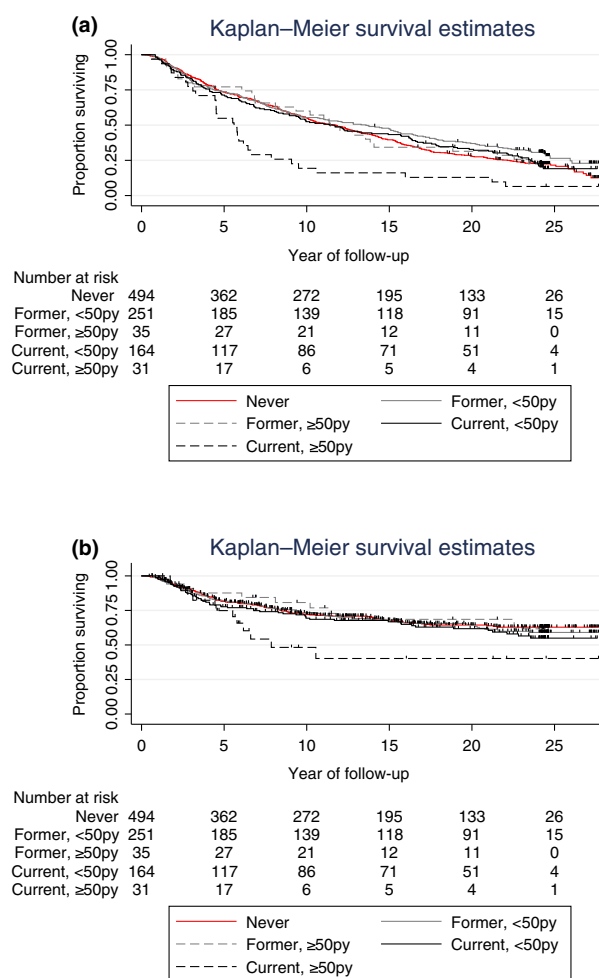 (a)
Kaplan–Meier survival estimates
Proportion surviving
0.00 0.25 0.50 0.75 1.00
0 5 10 15 20 25
Year of follow-up
Number at risk
Never 494 362 272 195 133 26
Former, <50py 251 185 139 118 91 15
Former, ≥50py 35 27 21 12 11 0
Current, <50py 164 117 86 71 51 4
Current, ≥50py 31 17 6 5 4 1
Never Former, <50py
Former, ≥50py Current, <50py
Current, ≥50py
(b)
Kaplan–Meier survival estimates
Proportion surviving
0.00 0.25 0.50 0.75 1.00
0 5 10 15 20 25
Year of follow-up
Number at risk
Never 494 362 272 195 133 26
Former, <50py 251 185 139 118 91 15
Former, ≥50py 35 27 21 12 11 0
Current, <50py 164 117 86 71 51 4
Current, ≥50py 31 17 6 5 4 1
Never Former, <50py
Former, ≥50py Current, <50py
Current, ≥50py